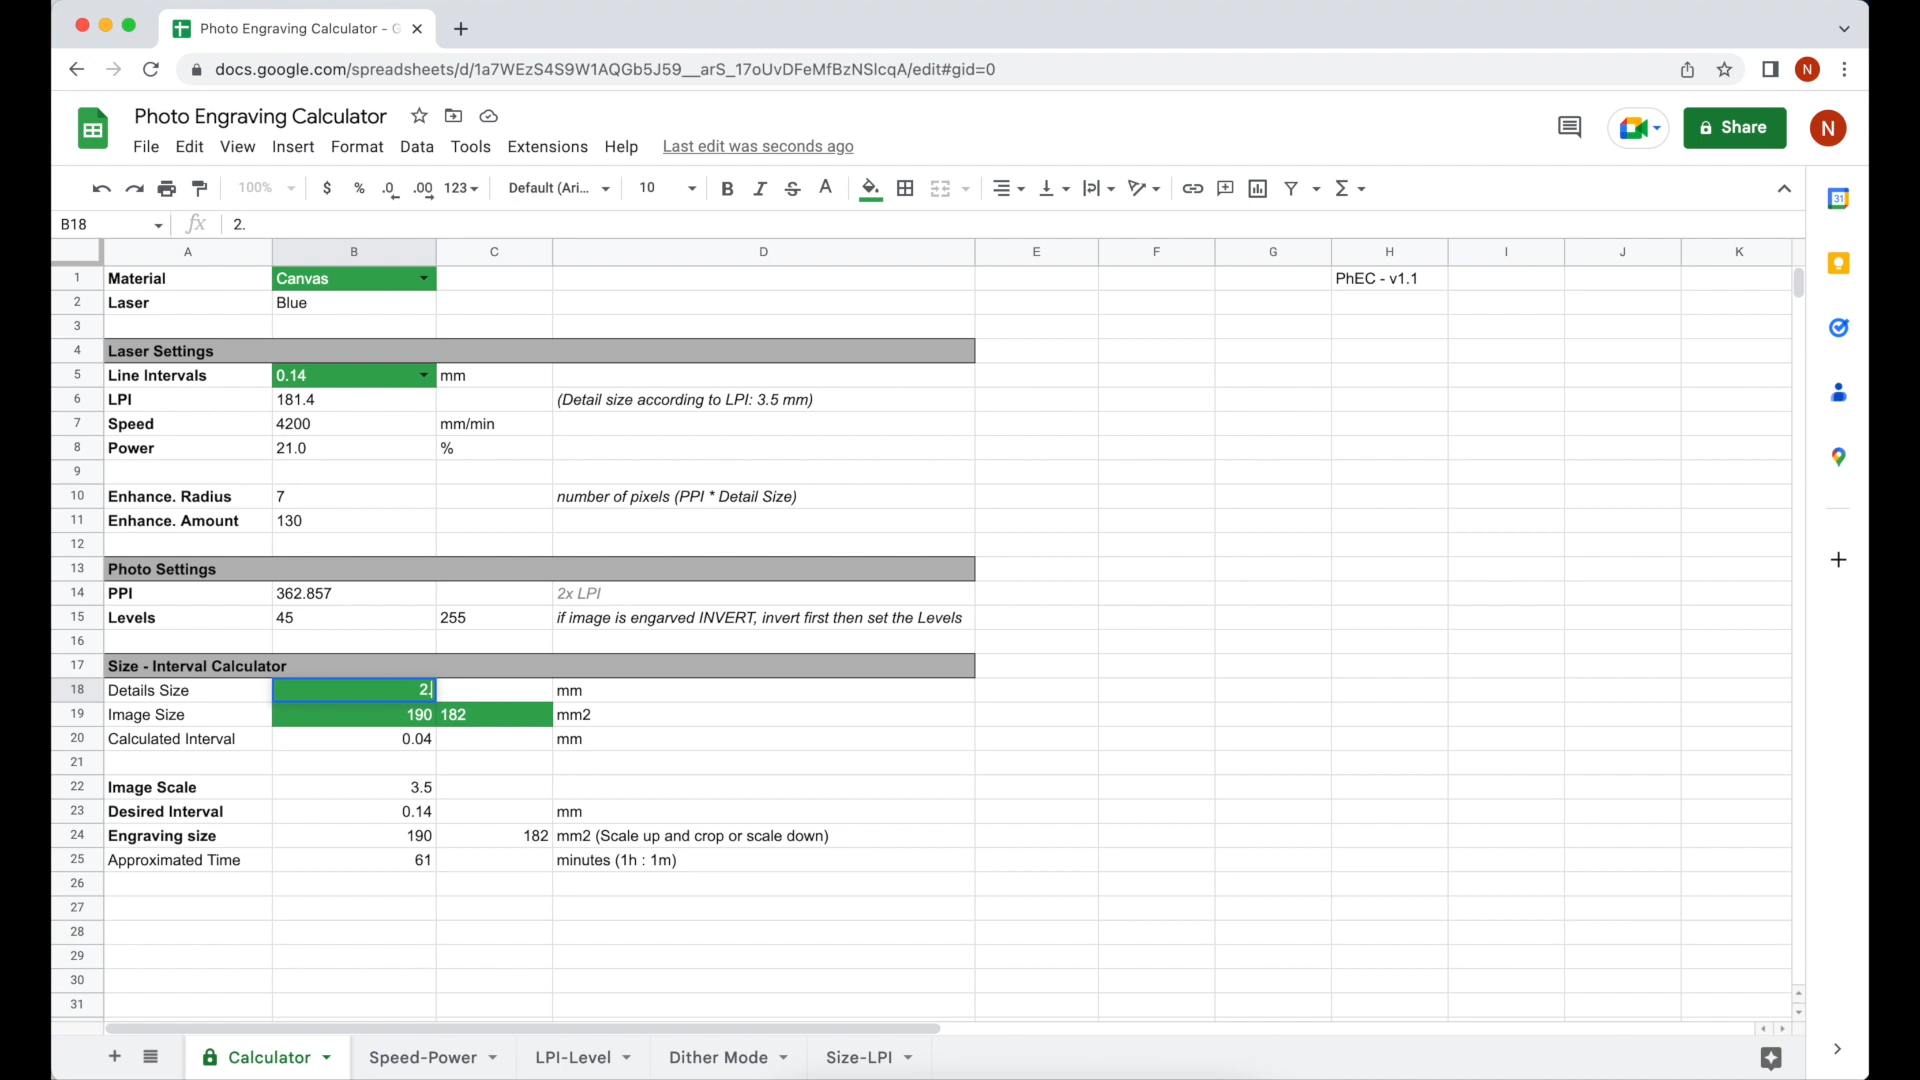 Photo Engraving Calculator - G
docs.google.com/spreadsheets/d/1a7WEzS4S9W1AQGb5J59__arS_17oUvDFeMfBzNSlcqA/edit#gid=0
N
Photo Engraving Calculator
File Edit View Insert Format Data Tools Extensions Help Last edit was seconds ago
Share
N
100% $ % .0 .00 123 Default (Ari... 10 B I S A Σ
31
B18 fx 2.
A B C D E F G H I J K
1 Material Canvas PhEC - v1.1
2 Laser Blue
3
4 Laser Settings
5 Line Intervals 0.14 mm
6 LPI 181.4 (Detail size according to LPI: 3.5 mm)
7 Speed 4200 mm/min
8 Power 21.0 %
9
10 Enhance. Radius 7 number of pixels (PPI * Detail Size)
11 Enhance. Amount 130
12
13 Photo Settings
14 PPI 362.857 2x LPI
15 Levels 45 255 if image is engarved INVERT, invert first then set the Levels
16
17 Size - Interval Calculator
18 Details Size 2. mm
19 Image Size 190 182 mm2
20 Calculated Interval 0.04 mm
21
22 Image Scale 3.5
23 Desired Interval 0.14 mm
24 Engraving size 190 182 mm2 (Scale up and crop or scale down)
25 Approximated Time 61 minutes (1h : 1m)
26
27
28
29
30
31
Calculator Speed-Power LPI-Level Dither Mode Size-LPI